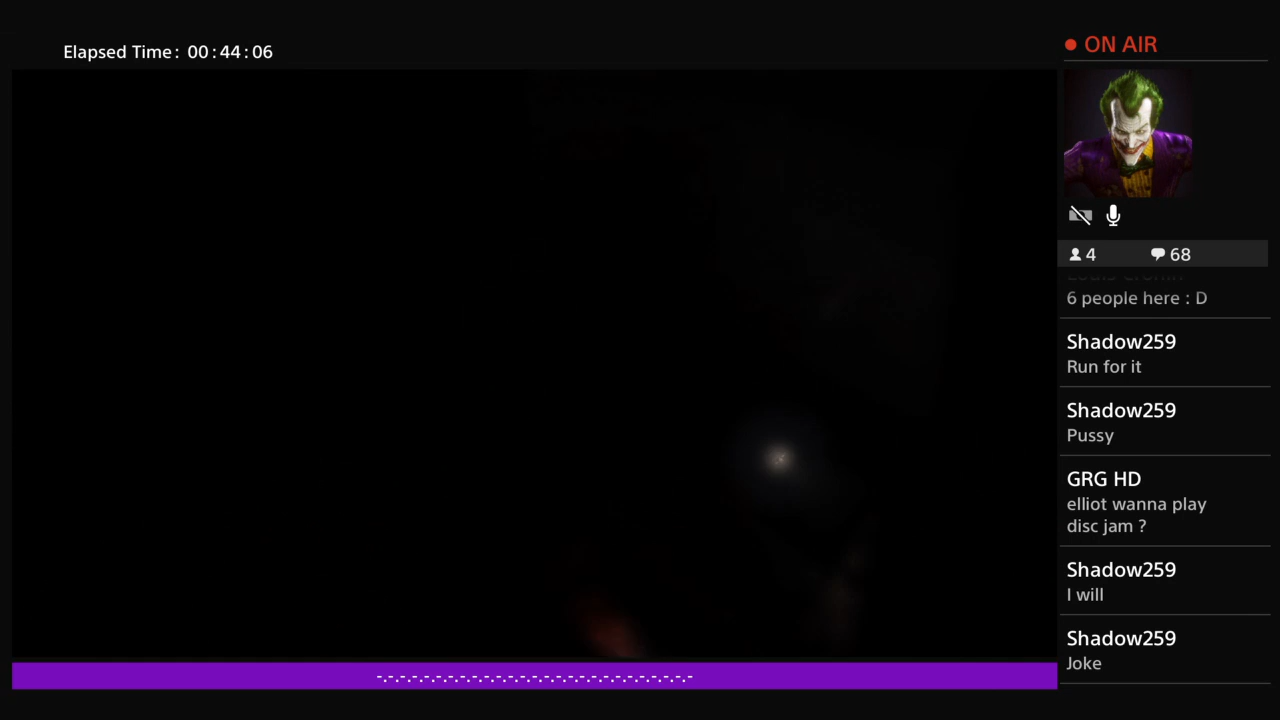 Elapsed Time: 00:44:06
ON AIR
4
68
6 people here : D
Shadow259
Run for it
Shadow259
Pussy
GRG HD
elliot wanna play
disc jam ?
Shadow259
I will
Shadow259
Joke
-.-.-.-.-.-.-.-.-.-.-.-.-.-.-.-.-.-.-.-.-.-.-.-.-.-.-